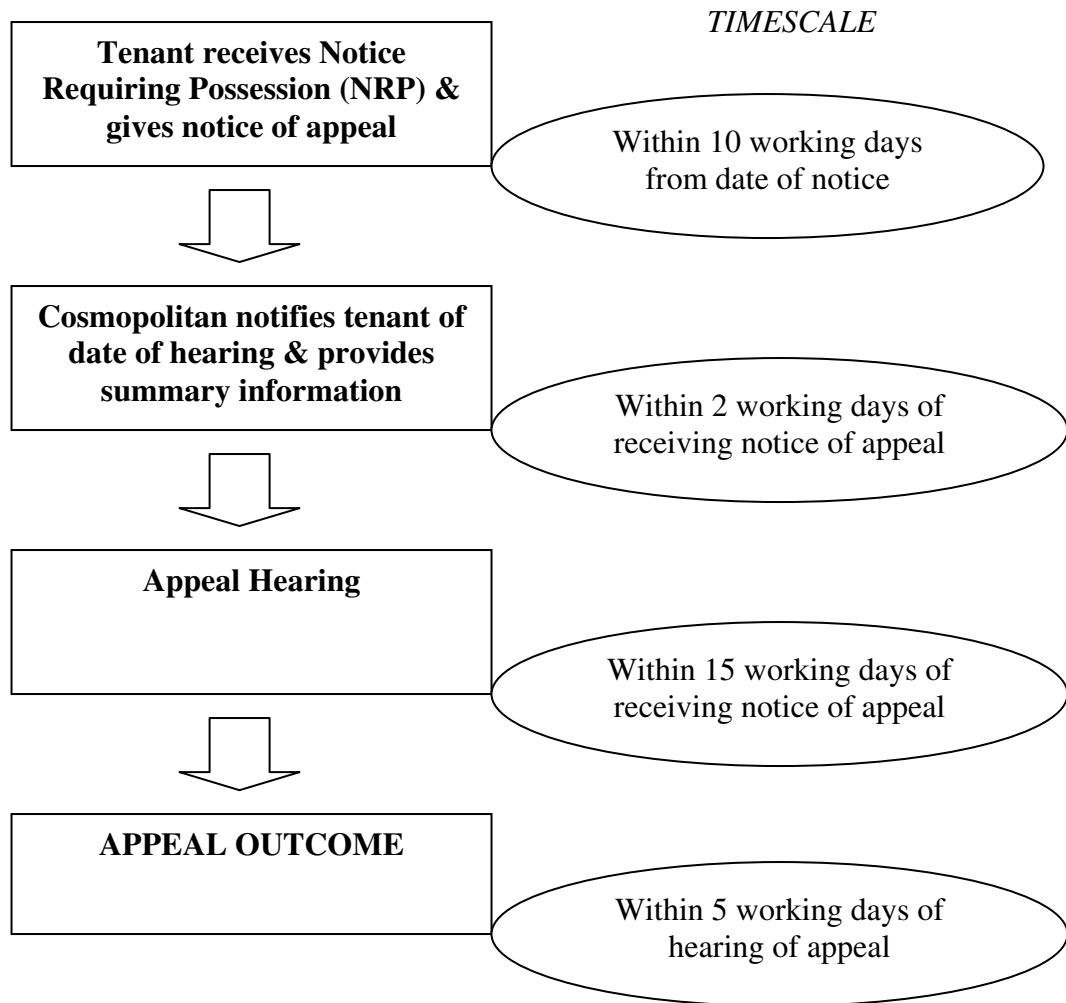 TIMESCALE
Tenant receives Notice
Requiring Possession (NRP) &
gives notice of appeal
Within 10 working days
from date of notice
Cosmopolitan notifies tenant of
date of hearing & provides
summary information
Within 2 working days of
receiving notice of appeal
Appeal Hearing
Within 15 working days of
receiving notice of appeal
APPEAL OUTCOME
Within 5 working days of
hearing of appeal